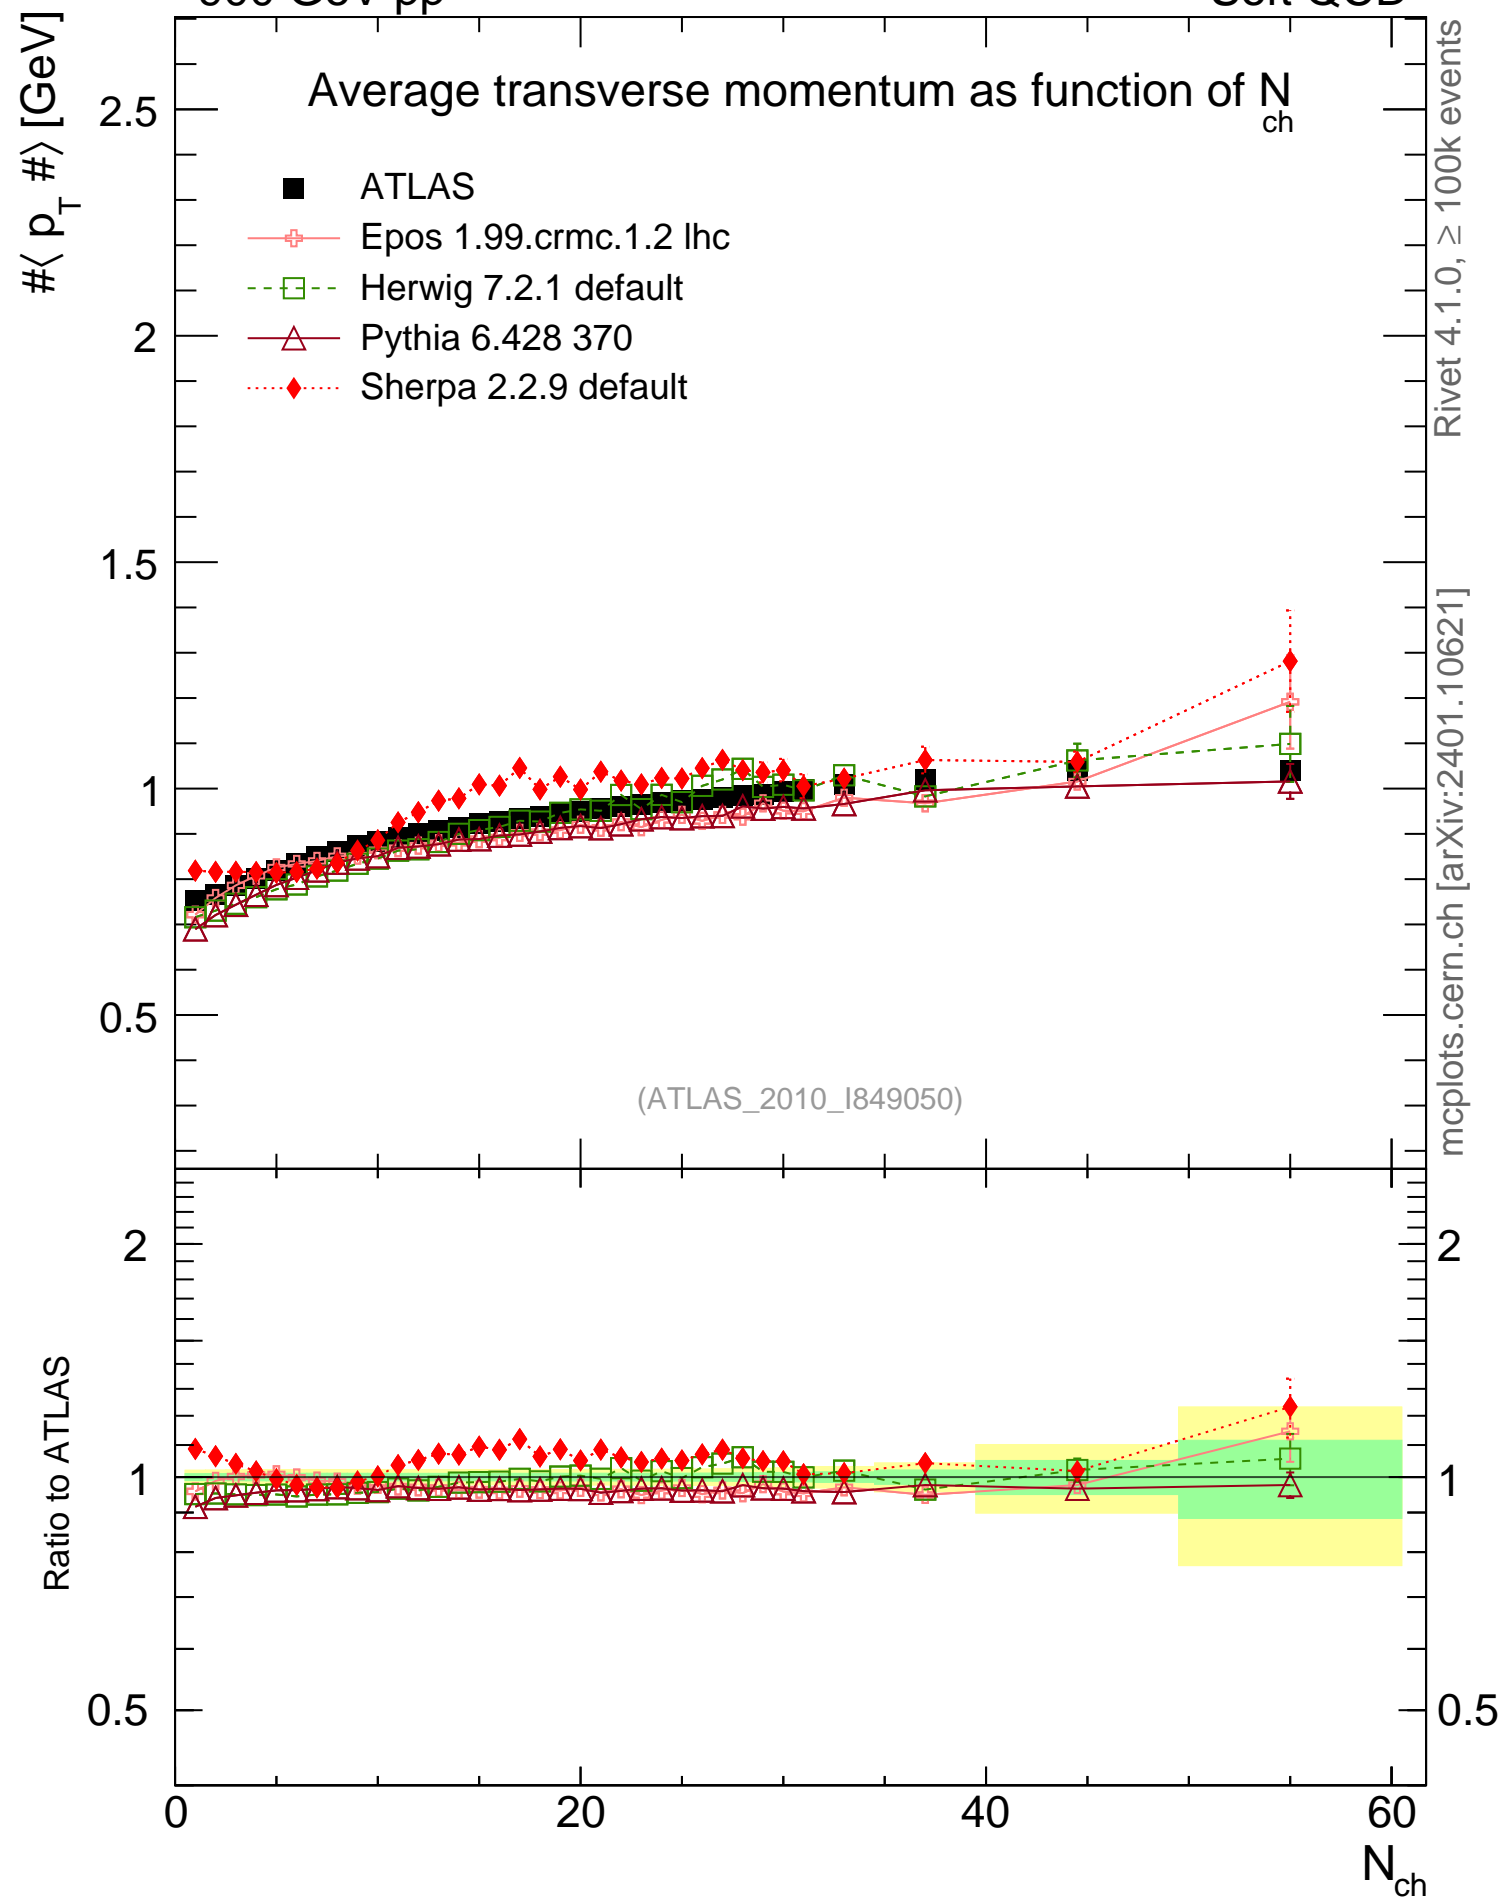 #⟨ p_T #⟩ [GeV]
Average transverse momentum as function of N_ch
ATLAS
Epos 1.99.crmc.1.2 lhc
Herwig 7.2.1 default
Pythia 6.428 370
Sherpa 2.2.9 default
2.5
2
1.5
1
0.5
(ATLAS_2010_I849050)
Rivet 4.1.0, ≥ 100k events
mcplots.cern.ch [arXiv:2401.10621]
Ratio to ATLAS
2
1
0.5
2
1
0.5
0
20
40
60
N_ch